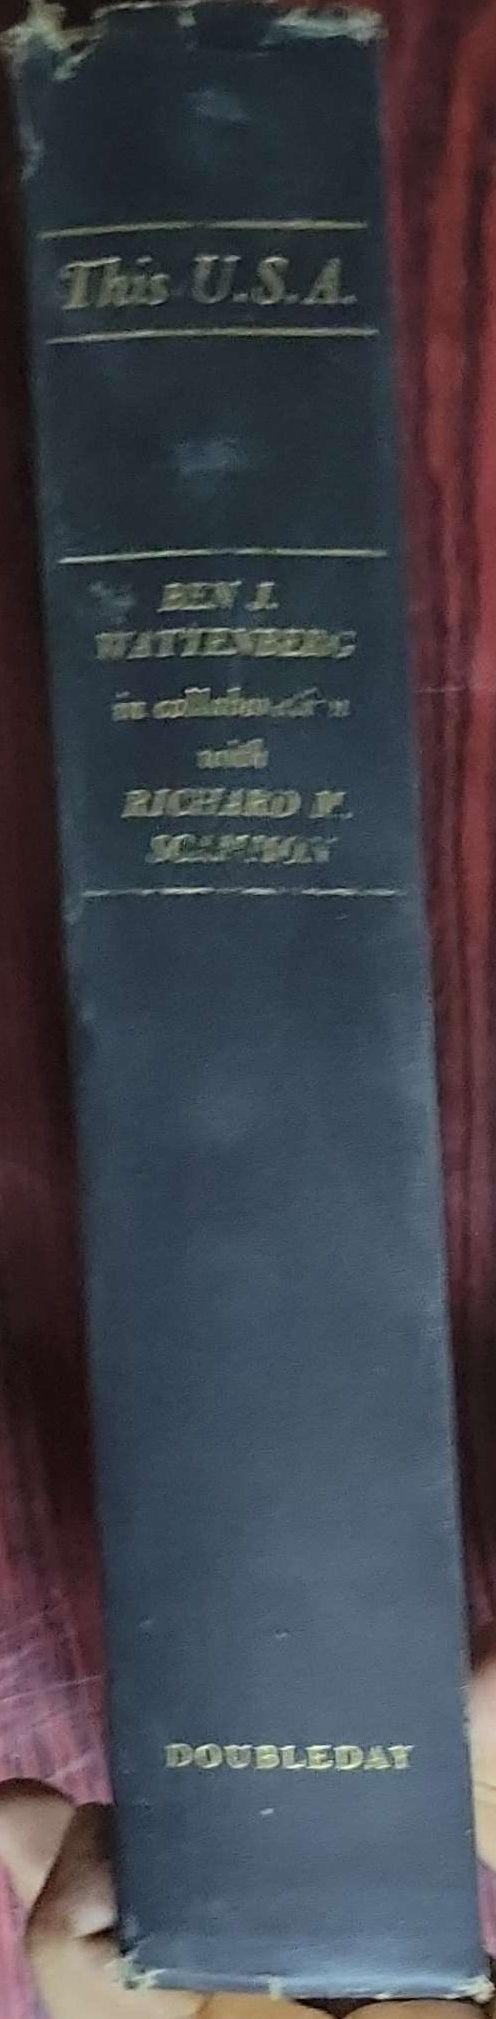 This U.S.A.
BEN J.
WATTENBERG
in collaboration
with
RICHARD M.
SCAMMON
DOUBLEDAY